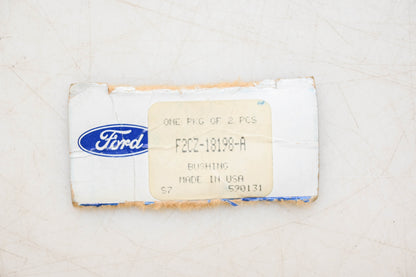 ONE PKG OF 2 PCS
Ford
F2CZ-18198-A
BUSHING
MADE IN USA
S7 590131